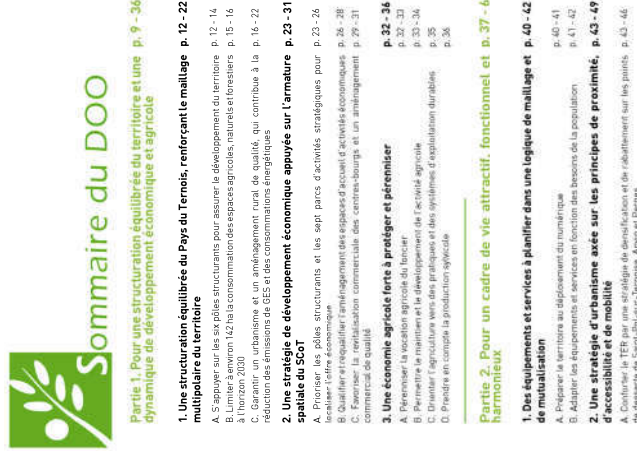 Sommaire du DOO
Partie 1. Pour une structuration équilibrée du territoire et une p. 9 - 36
dynamique de développement économique et agricole
1. Une structuration équilibrée du Pays du Ternois, renforçant le maillage p. 12 - 22
multipolaire du territoire
A. S'appuyer sur les six pôles structurants pour assurer le développement du territoire p. 12 - 14
B. Limiter à environ 142 ha la consommation des espaces agricoles, naturels et forestiers p. 15 - 16
à l'horizon 2030
C. Garantir un urbanisme et un aménagement rural de qualité, qui contribue à la p. 16 - 22
réduction des émissions de GES et des consommations énergétiques
2. Une stratégie de développement économique appuyée sur l'armature p. 23 - 31
spatiale du SCoT
A. Prioriser les pôles structurants et les sept parcs d'activités stratégiques pour p. 23 - 26
localiser l'offre économique
B. Qualifier et requalifier l'aménagement des espaces d'accueil d'activités économiques p. 26 - 28
C. Favoriser la revitalisation commerciale des centres-bourgs et un aménagement p. 29 - 31
commercial de qualité
3. Une économie agricole forte à protéger et pérenniser p. 32 - 36
A. Pérenniser la vocation agricole du foncier p. 32 - 33
B. Permettre le maintien et le développement de l'activité agricole p. 33 - 34
C. Orienter l'agriculture vers des pratiques et des systèmes d'exploitation durables p. 35
D. Prendre en compte la production sylvicole p. 36
Partie 2. Pour un cadre de vie attractif, fonctionnel et p. 37 - 6
harmonieux
1. Des équipements et services à planifier dans une logique de maillage et p. 40 - 42
de mutualisation
A. Préparer le territoire au déploiement du numérique p. 40 - 41
B. Adapter les équipements et services en fonction des besoins de la population p. 41 - 42
2. Une stratégie d'urbanisme axée sur les principes de proximité, p. 43 - 49
d'accessibilité et de mobilité
A. Conforter le TER par une stratégie de densification et de rabattement sur les points p. 43 - 46